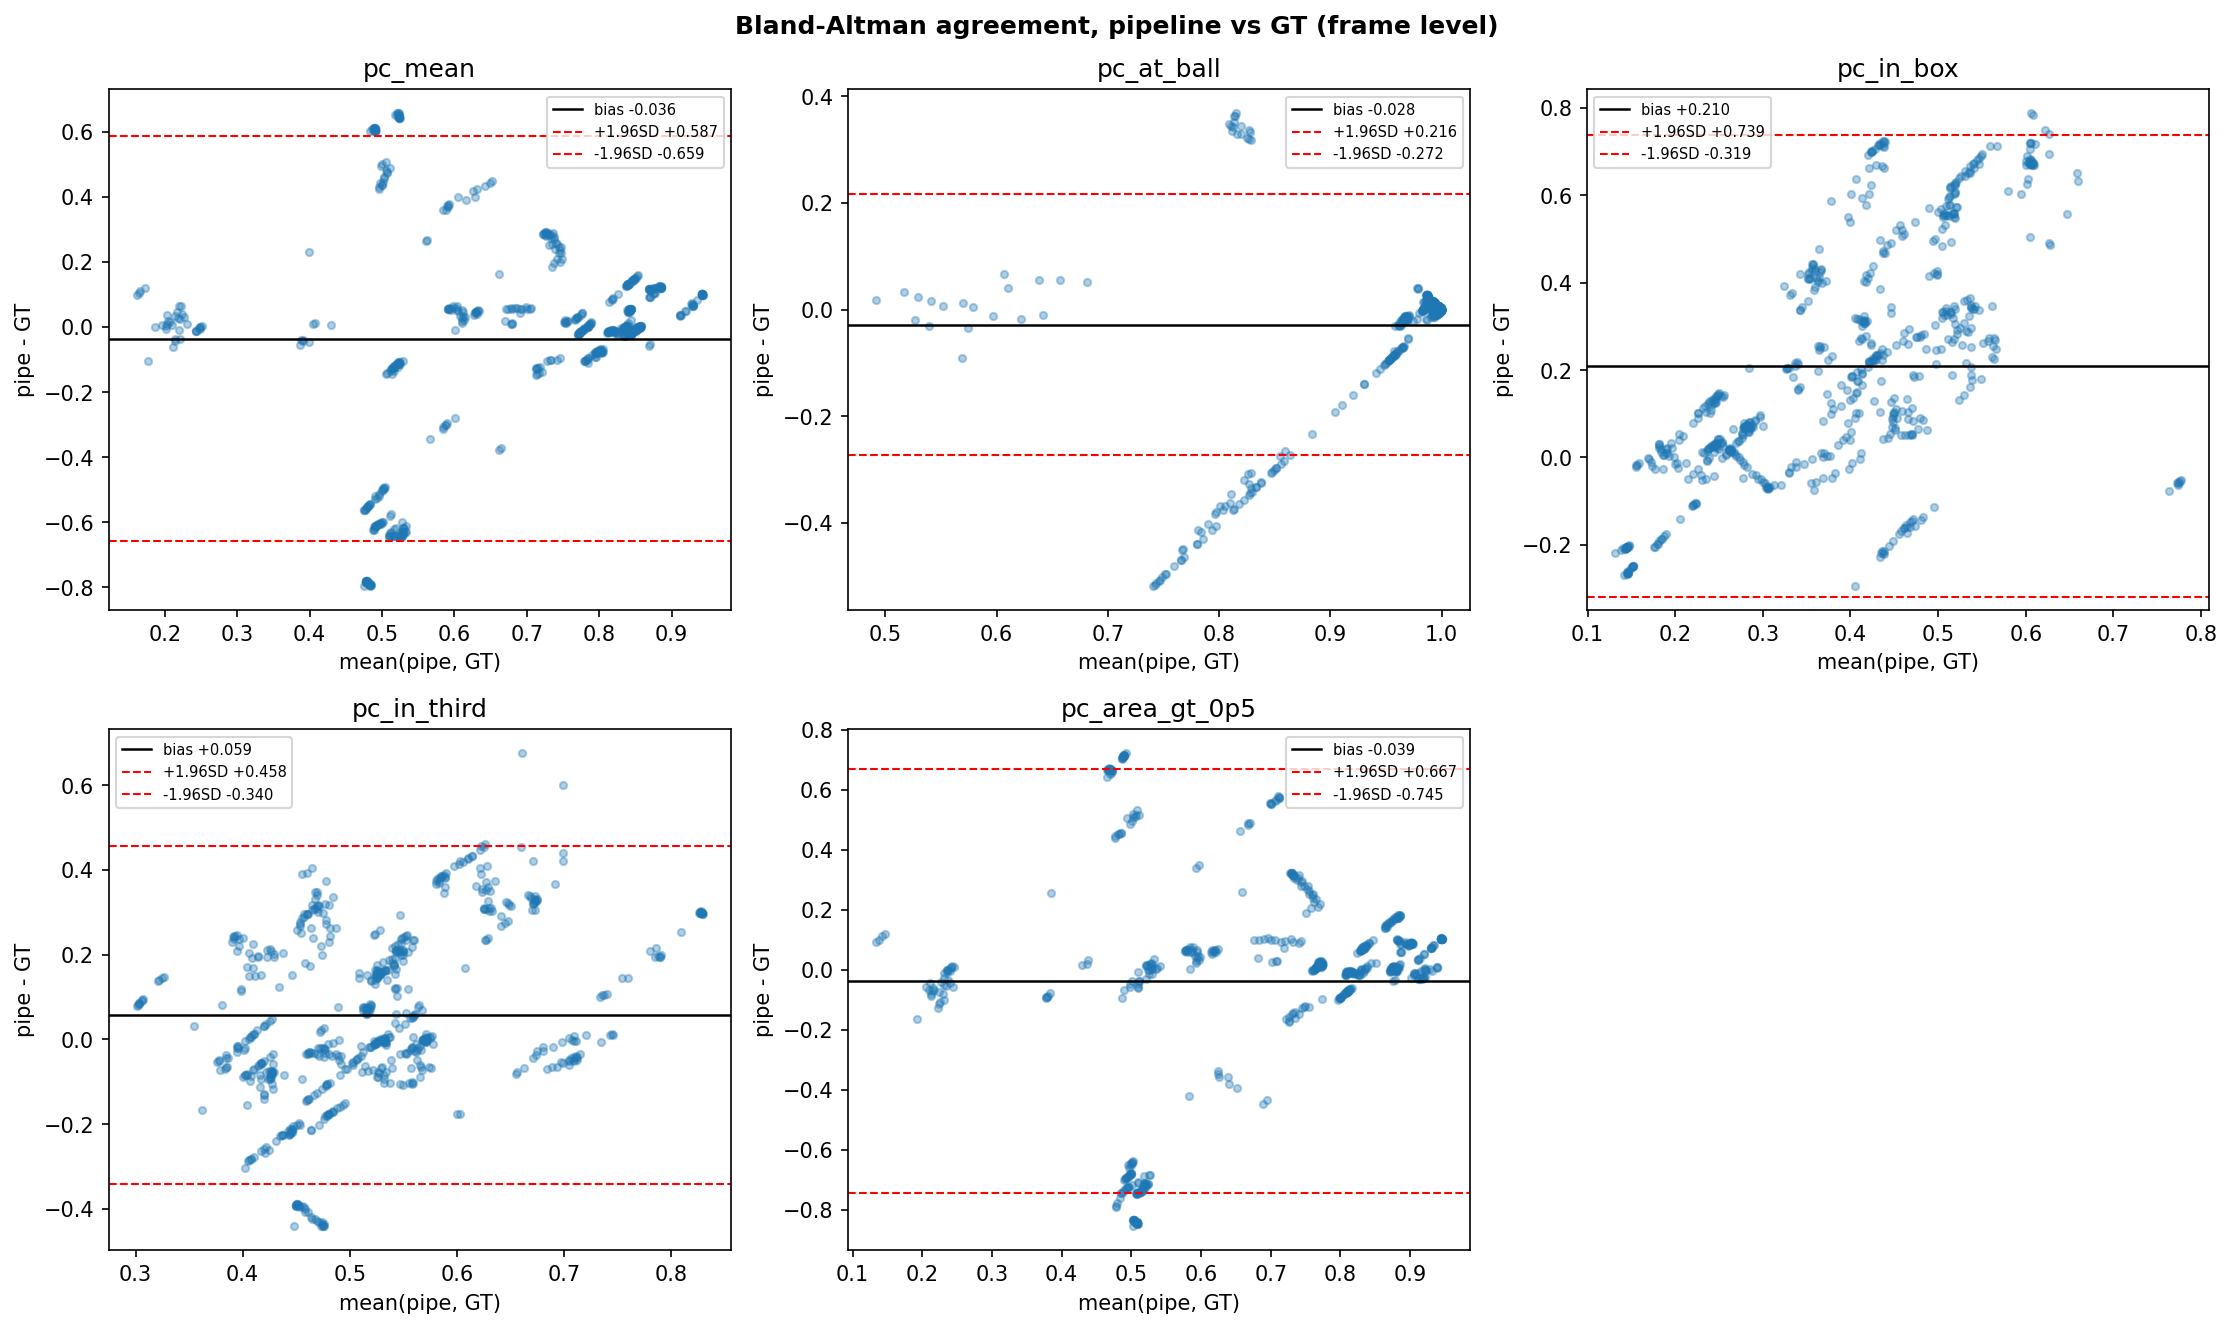 Bland-Altman agreement, pipeline vs GT (frame level)
pc_mean
bias -0.036
+1.96SD +0.587
-1.96SD -0.659
0.6
0.4
0.2
0.0
−0.2
−0.4
−0.6
−0.8
pipe - GT
0.2 0.3 0.4 0.5 0.6 0.7 0.8 0.9
mean(pipe, GT)
pc_at_ball
bias -0.028
+1.96SD +0.216
-1.96SD -0.272
0.4
0.2
0.0
−0.2
−0.4
pipe - GT
0.5 0.6 0.7 0.8 0.9 1.0
mean(pipe, GT)
pc_in_box
bias +0.210
+1.96SD +0.739
-1.96SD -0.319
0.8
0.6
0.4
0.2
0.0
−0.2
pipe - GT
0.1 0.2 0.3 0.4 0.5 0.6 0.7 0.8
mean(pipe, GT)
pc_in_third
bias +0.059
+1.96SD +0.458
-1.96SD -0.340
0.6
0.4
0.2
0.0
−0.2
−0.4
pipe - GT
0.3 0.4 0.5 0.6 0.7 0.8
mean(pipe, GT)
pc_area_gt_0p5
bias -0.039
+1.96SD +0.667
-1.96SD -0.745
0.8
0.6
0.4
0.2
0.0
−0.2
−0.4
−0.6
−0.8
pipe - GT
0.1 0.2 0.3 0.4 0.5 0.6 0.7 0.8 0.9
mean(pipe, GT)